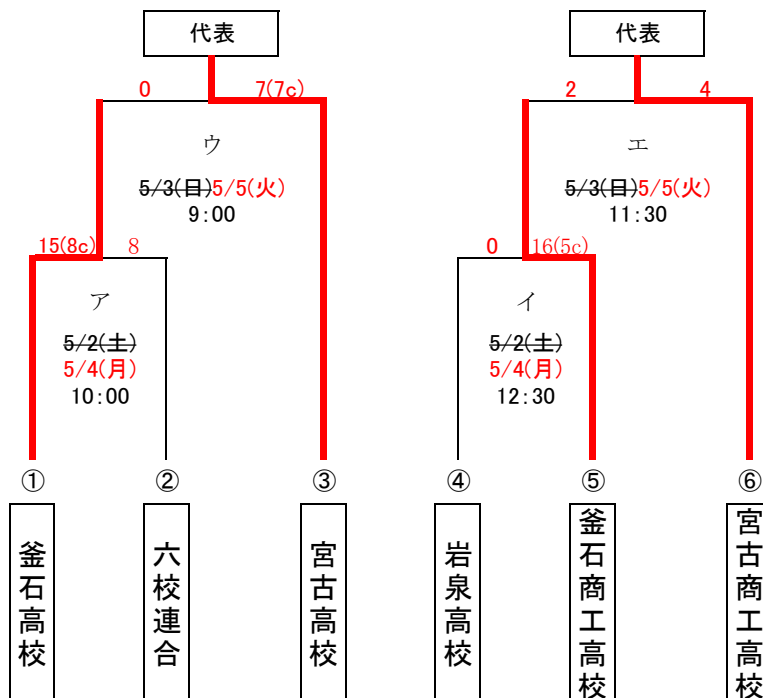 代表 代表
0 7(7c) 2 4
ウ エ
5/3(日)5/5(火) 5/3(日)5/5(火)
9:00 11:30
15(8c) 8 0 16(5c)
ア イ
5/2(土) 5/2(土)
5/4(月) 5/4(月)
10:00 12:30
① ② ③ ④ ⑤ ⑥
釜石高校
六校連合
宮古高校
岩泉高校
釜石商工高校
宮古商工高校